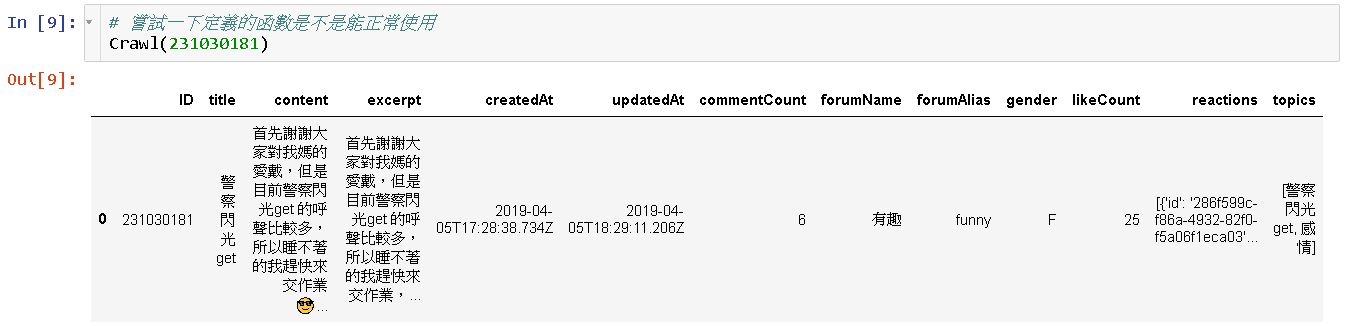 In [9]:
# 嘗試一下定義的函數是不是能正常使用
Crawl(231030181)
Out[9]:
ID title content excerpt createdAt updatedAt commentCount forumName forumAlias gender likeCount reactions topics
0
231030181
警
察
閃
光
get
首先謝謝大
家對我媽的
愛戴，但是
目前警察閃
光get 的呼
聲比較多，
所以睡不著
的我趕快來
交作業
😎 ...
首先謝謝大
家對我媽的
愛戴，但是
目前警察閃
光get 的呼
聲比較多，
所以睡不著
的我趕快來
交作業，...
2019-04-
05T17:28:38.734Z
2019-04-
05T18:29:11.206Z
6
有趣
funny
F
25
[{'id': '286f599c-
f86a-4932-82f0-
f5a06f1eca03'...
[警察
閃光
get, 感
情]